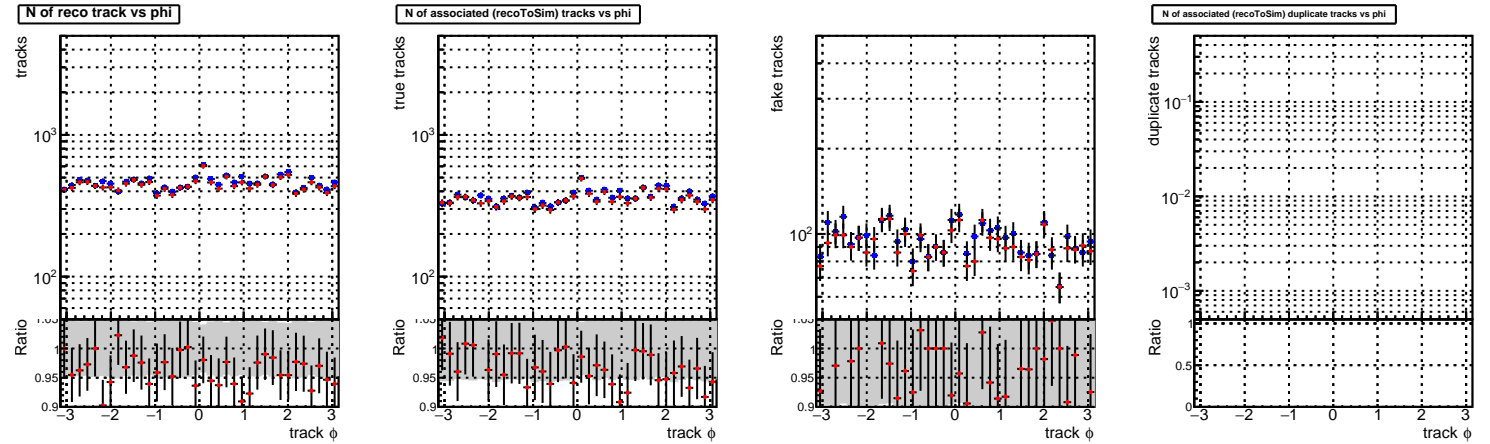 N of reco track vs phi
tracks
10³
10²
Ratio
1
0.95
0.9
−3 −2 −1 0 1 2 3
track ϕ
N of associated (recoToSim) tracks vs phi
true tracks
10³
10²
Ratio
1
0.95
0.9
−3 −2 −1 0 1 2 3
track ϕ
fake tracks
10²
Ratio
1
0.95
0.9
−3 −2 −1 0 1 2 3
track ϕ
N of associated (recoToSim) duplicate tracks vs phi
duplicate tracks
10⁻¹
10⁻²
10⁻³
Ratio
1
0.5
0
−3 −2 −1 0 1 2 3
track ϕ